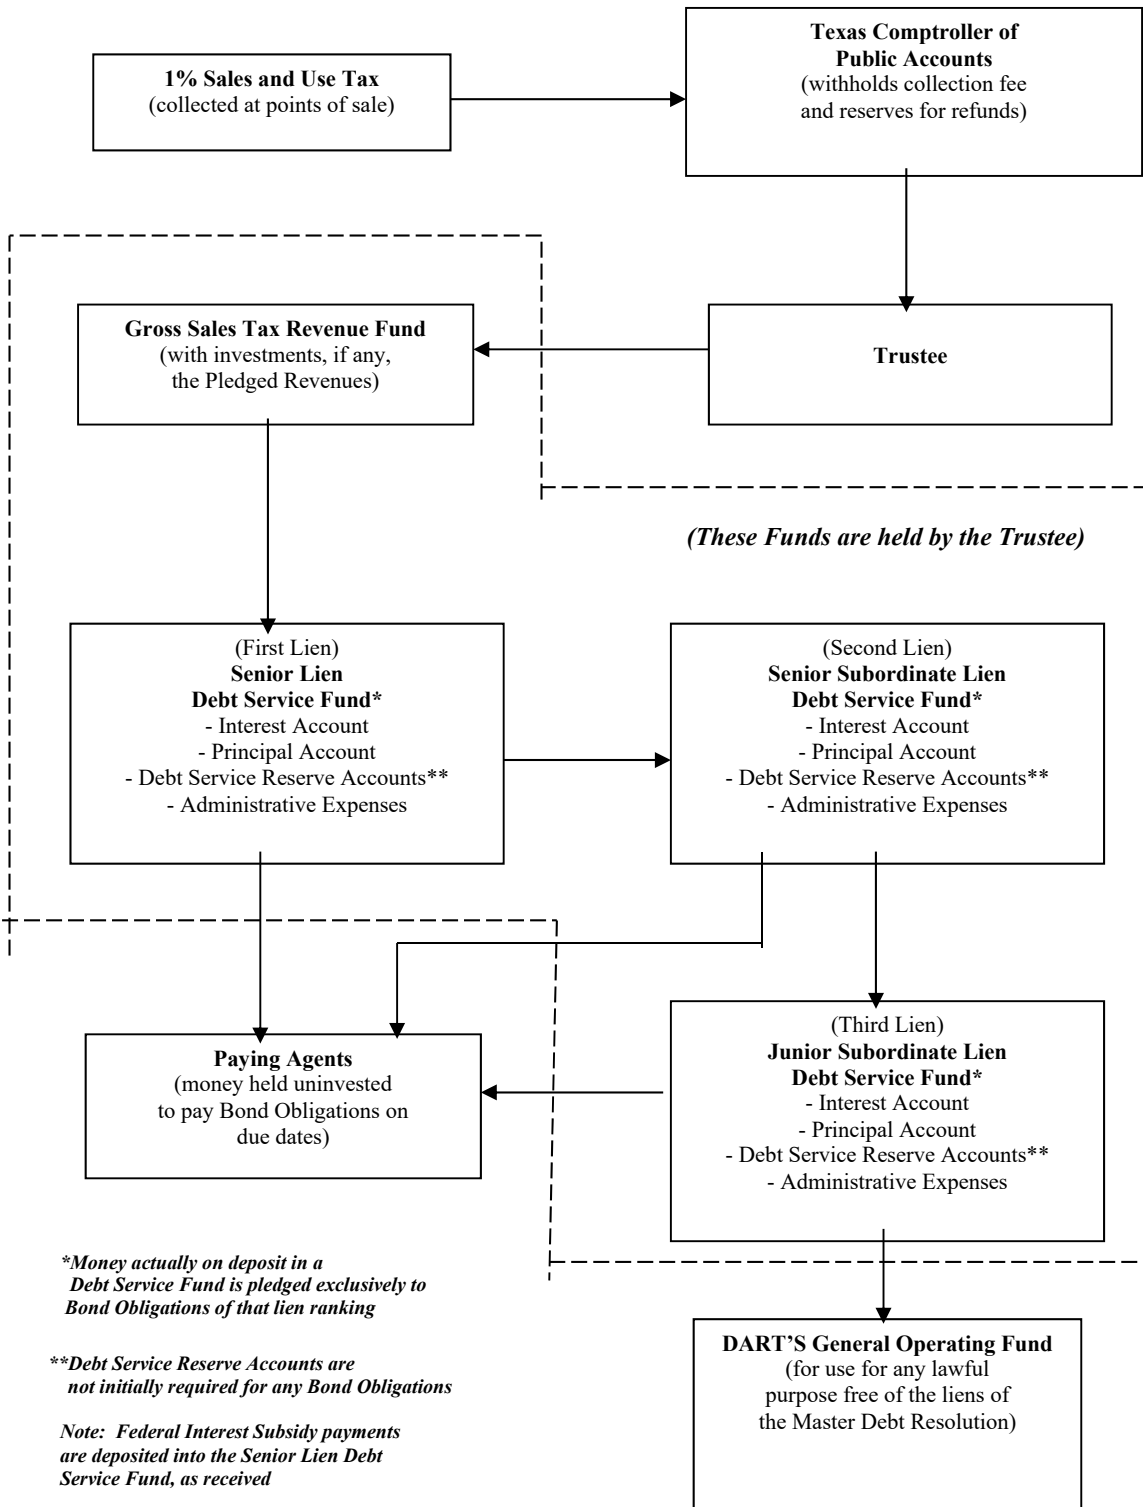 1% Sales and Use Tax
(collected at points of sale)
Texas Comptroller of
Public Accounts
(withholds collection fee
and reserves for refunds)
Gross Sales Tax Revenue Fund
(with investments, if any,
the Pledged Revenues)
Trustee
(These Funds are held by the Trustee)
(First Lien)
Senior Lien
Debt Service Fund*
- Interest Account
- Principal Account
- Debt Service Reserve Accounts**
- Administrative Expenses
(Second Lien)
Senior Subordinate Lien
Debt Service Fund*
- Interest Account
- Principal Account
- Debt Service Reserve Accounts**
- Administrative Expenses
Paying Agents
(money held uninvested
to pay Bond Obligations on
due dates)
(Third Lien)
Junior Subordinate Lien
Debt Service Fund*
- Interest Account
- Principal Account
- Debt Service Reserve Accounts**
- Administrative Expenses
*Money actually on deposit in a
Debt Service Fund is pledged exclusively to
Bond Obligations of that lien ranking
**Debt Service Reserve Accounts are
not initially required for any Bond Obligations
Note: Federal Interest Subsidy payments
are deposited into the Senior Lien Debt
Service Fund, as received
DART’S General Operating Fund
(for use for any lawful
purpose free of the liens of
the Master Debt Resolution)